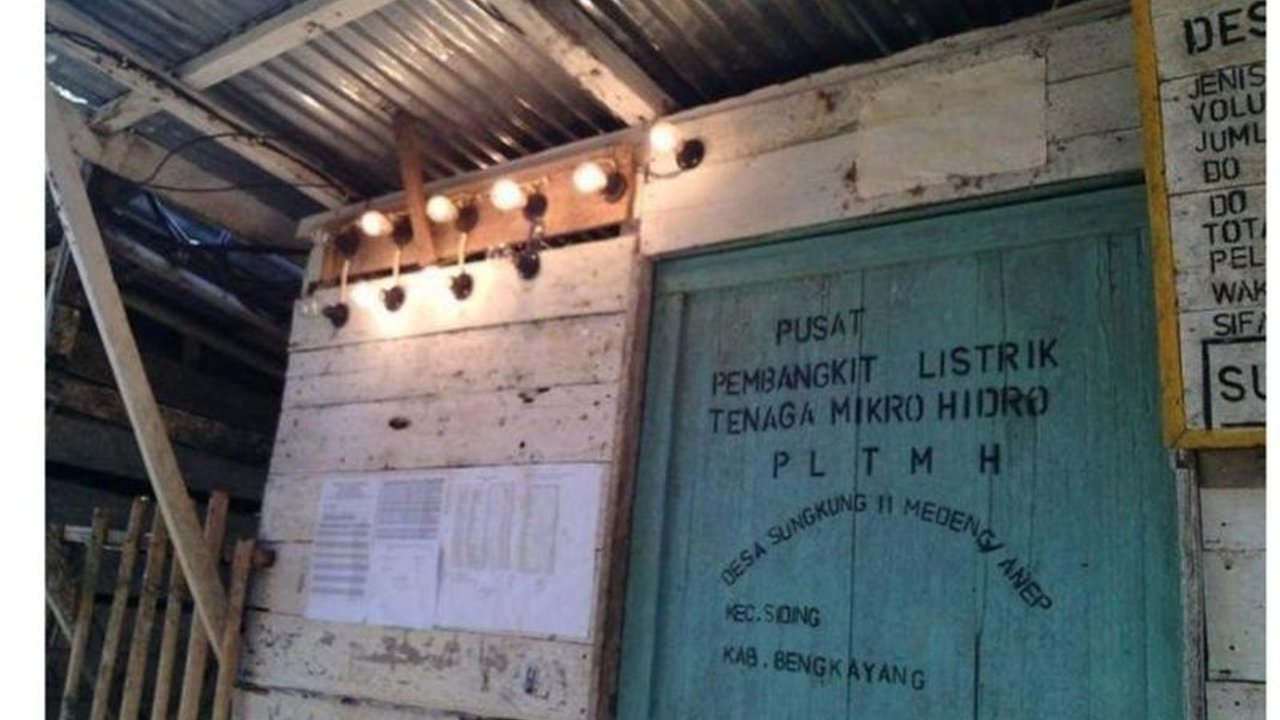 PUSAT
PEMBANGKIT LISTRIK
TENAGA MIKRO HIDRO
P L T M H
DESA SUNGKUNG II MEDENG/ANEP
KEC. SIDING
KAB. BENGKAYANG
DES
JENIS
VOLU
JUML
DO
DO
TOTA
PEL
WAK
SIFA
SU